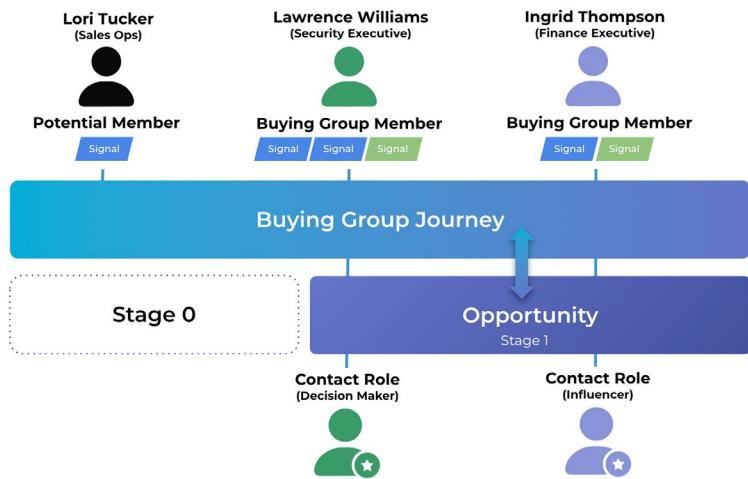 Lori Tucker
(Sales Ops)
Lawrence Williams
(Security Executive)
Ingrid Thompson
(Finance Executive)
Potential Member
Buying Group Member
Buying Group Member
Signal
Signal
Signal
Signal
Signal
Signal
Buying Group Journey
Stage 0
Opportunity
Stage 1
Contact Role
(Decision Maker)
Contact Role
(Influencer)